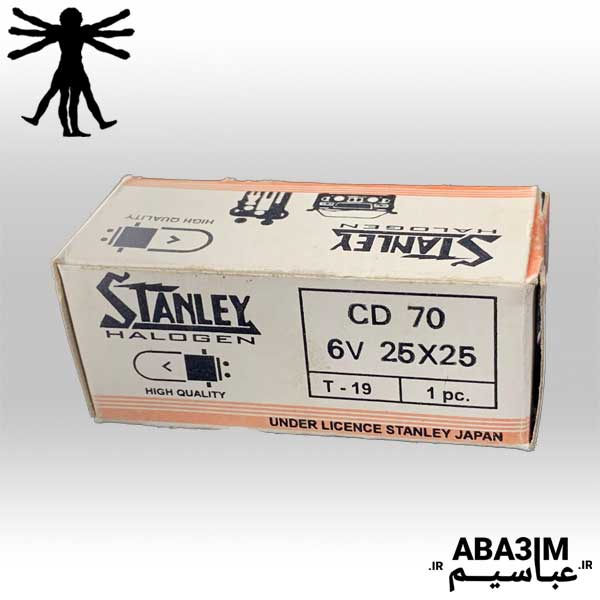 STANLEY
HALOGEN
HIGH QUALITY
STANLEY
HALOGEN
HIGH QUALITY
CD 70
6V 25X25
T - 19
1 pc.
UNDER LICENCE STANLEY JAPAN
ABA3IM
.IR عباسیم .IR